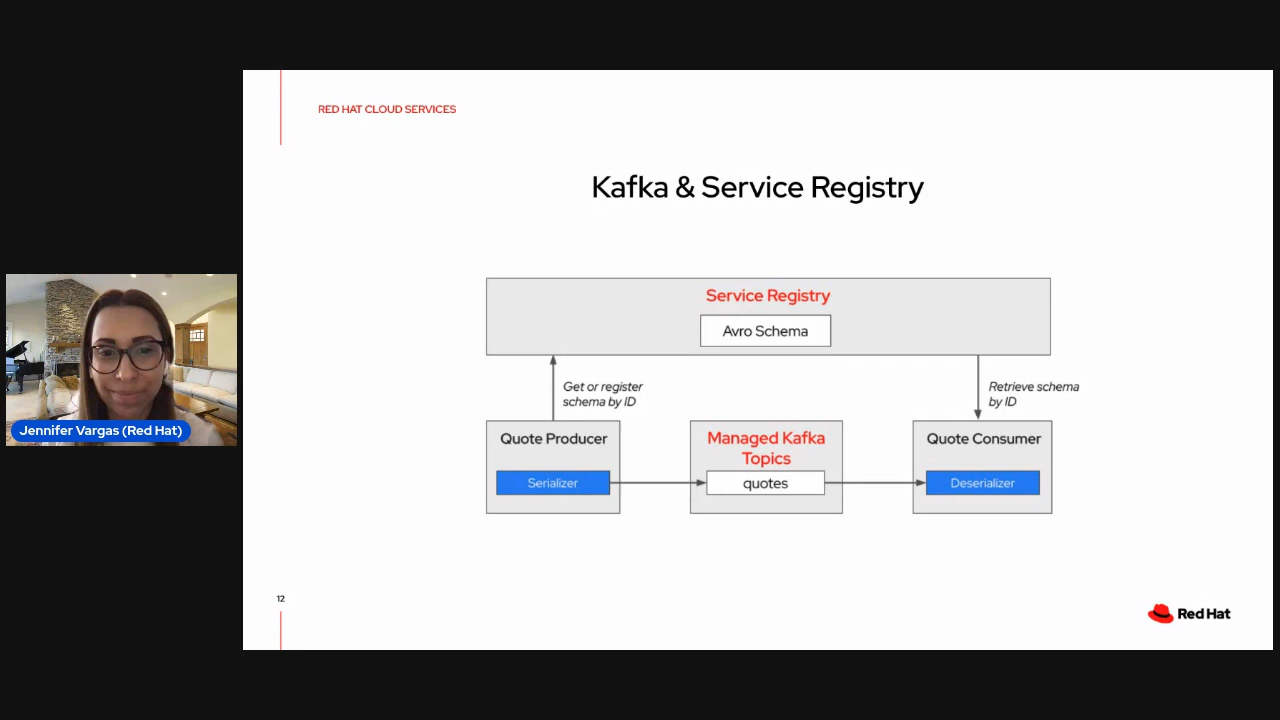 RED HAT CLOUD SERVICES
Kafka & Service Registry
Service Registry
Avro Schema
Get or register
schema by ID
Retrieve schema
by ID
Quote Producer
Serializer
Managed Kafka
Topics
quotes
Quote Consumer
Deserializer
Jennifer Vargas (Red Hat)
12
Red Hat